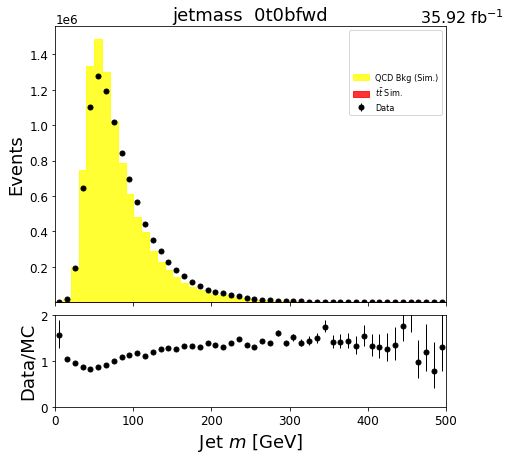 jetmass 0t0bfwd
35.92 fb⁻¹
1e6
1.4
1.2
1.0
0.8
0.6
0.4
0.2
Events
QCD Bkg (Sim.)
tt̄ Sim.
Data
2
1
0
Data/MC
0 100 200 300 400 500
Jet m [GeV]